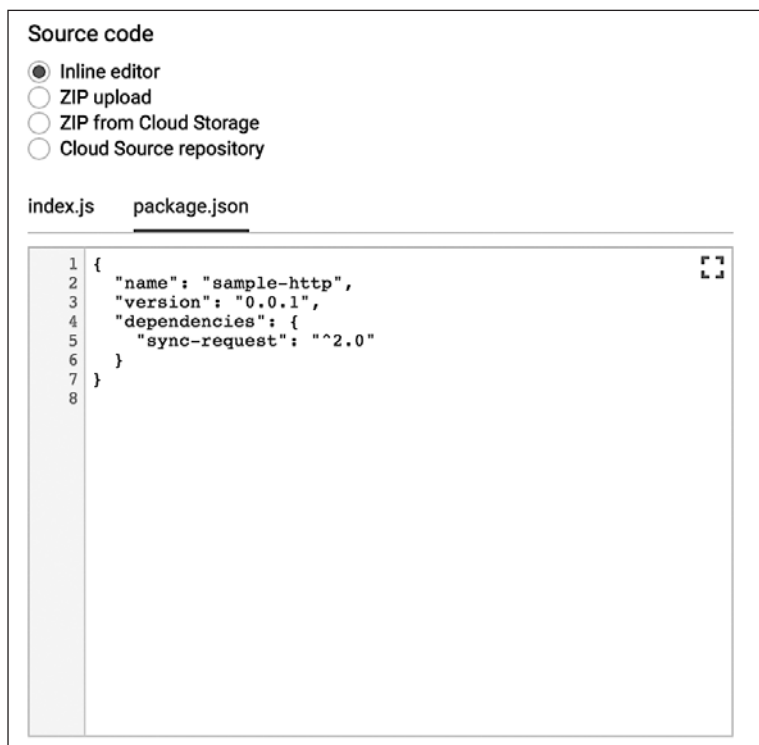 Source code
Inline editor
ZIP upload
ZIP from Cloud Storage
Cloud Source repository
index.js package.json
1 {
2   "name": "sample-http",
3   "version": "0.0.1",
4   "dependencies": {
5     "sync-request": "^2.0"
6   }
7 }
8